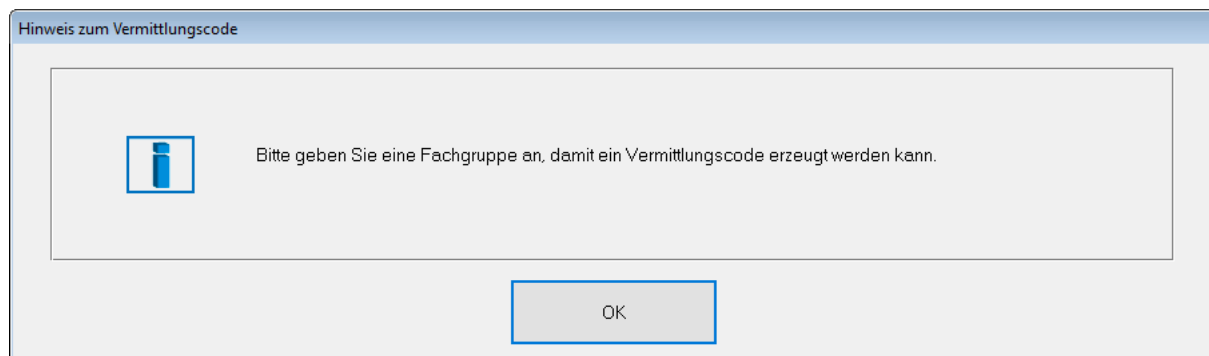 Hinweis zum Vermittlungscode
Bitte geben Sie eine Fachgruppe an, damit ein Vermittlungscode erzeugt werden kann.
OK